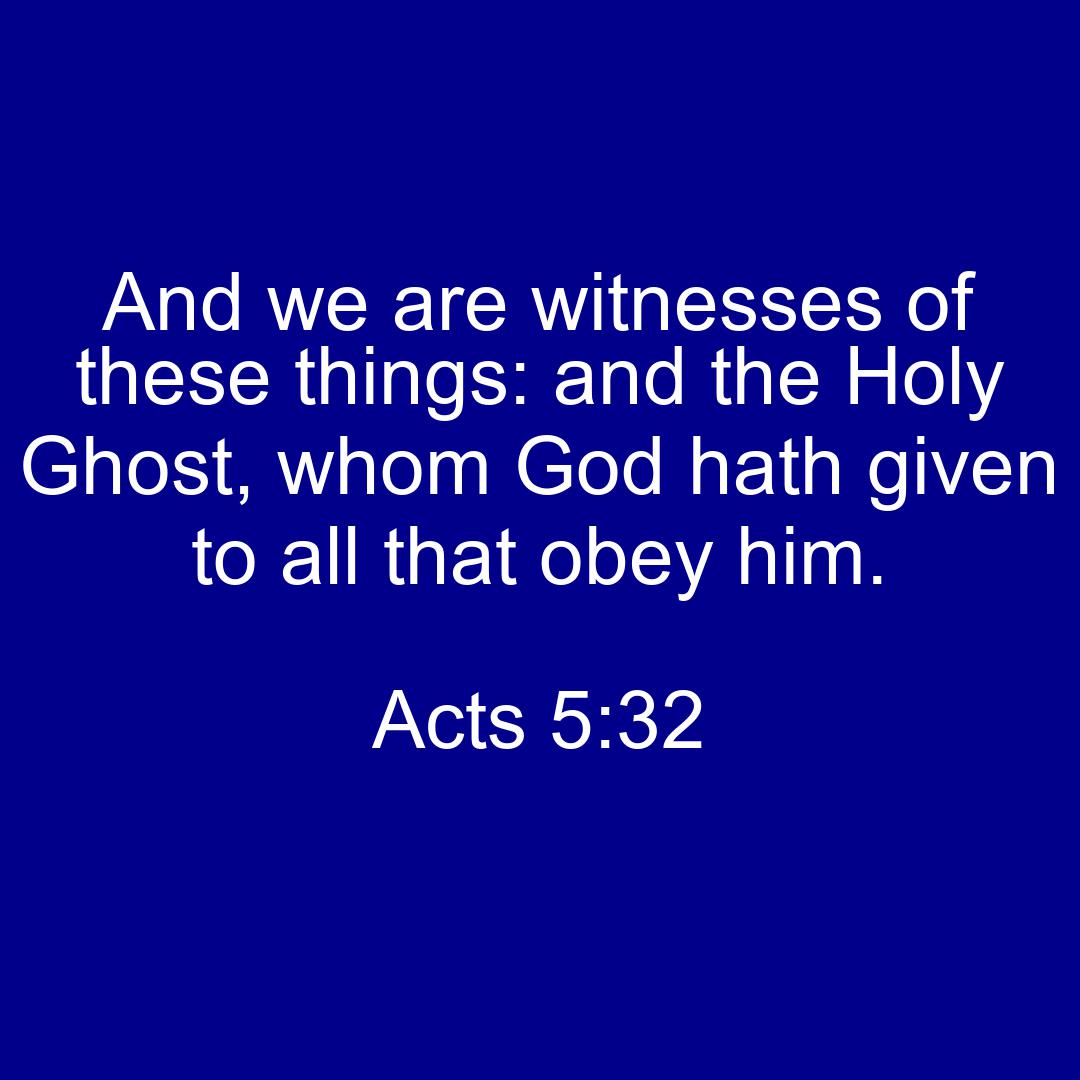 And we are witnesses of
these things: and the Holy
Ghost, whom God hath given
to all that obey him.
Acts 5:32